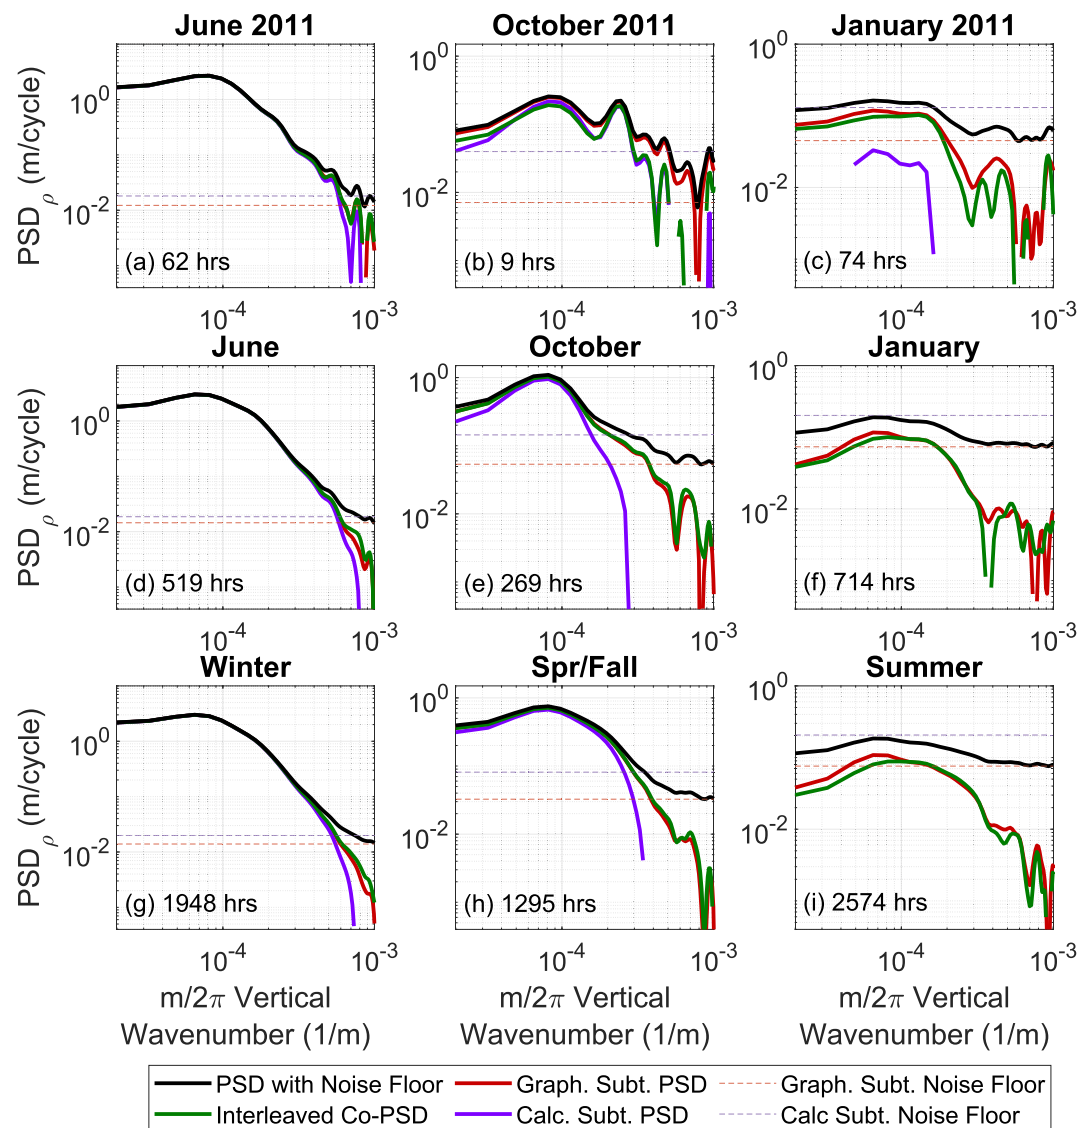 June 2011 October 2011 January 2011
PSD ρ (m/cycle)
10^0 10^-2
10^0 10^-2
10^0 10^-2
(a) 62 hrs (b) 9 hrs (c) 74 hrs
10^-4 10^-3 10^-4 10^-3 10^-4 10^-3
June October January
PSD ρ (m/cycle)
10^0 10^-2
10^0 10^-2
10^0 10^-2
(d) 519 hrs (e) 269 hrs (f) 714 hrs
10^-4 10^-3 10^-4 10^-3 10^-4 10^-3
Winter Spr/Fall Summer
PSD ρ (m/cycle)
10^0 10^-2
10^0 10^-2
10^0 10^-2
(g) 1948 hrs (h) 1295 hrs (i) 2574 hrs
10^-4 10^-3 10^-4 10^-3 10^-4 10^-3
m/2π Vertical m/2π Vertical m/2π Vertical
Wavenumber (1/m) Wavenumber (1/m) Wavenumber (1/m)
PSD with Noise Floor Graph. Subt. PSD Graph. Subt. Noise Floor
Interleaved Co-PSD Calc. Subt. PSD Calc Subt. Noise Floor